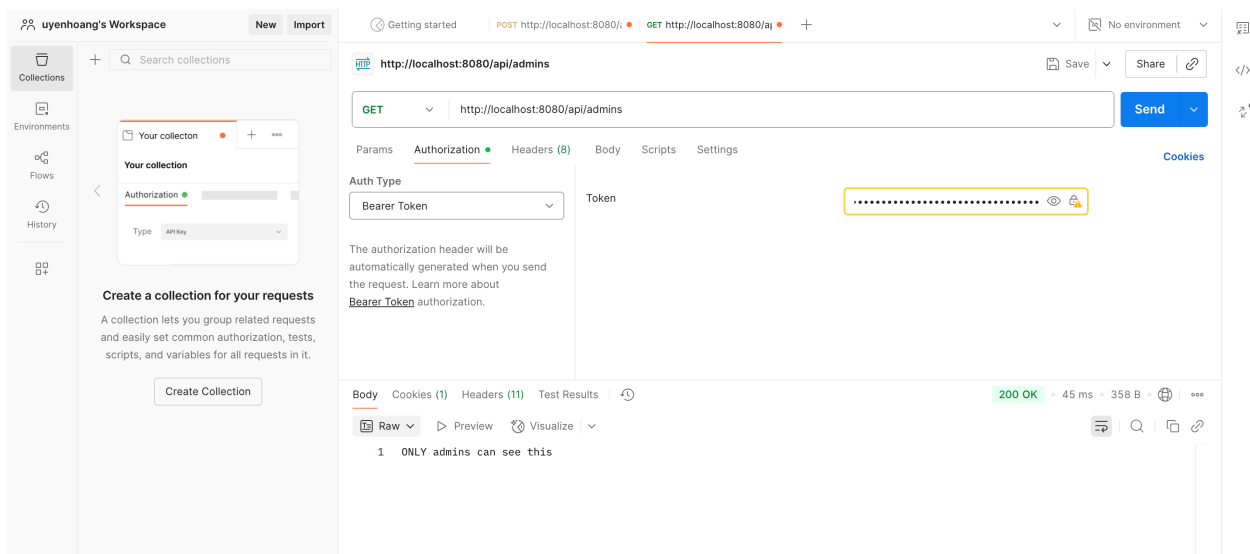 uyenhoang's Workspace
New
Import
Getting started
POST http://localhost:8080/a
GET http://localhost:8080/a
No environment
Collections
Environments
Flows
History
Search collections
Your collecton
Your collection
Authorization
Type
API Key
Create a collection for your requests
A collection lets you group related requests
and easily set common authorization, tests,
scripts, and variables for all requests in it.
Create Collection
HTTP
http://localhost:8080/api/admins
Save
Share
GET
http://localhost:8080/api/admins
Send
Params
Authorization
Headers (8)
Body
Scripts
Settings
Cookies
Auth Type
Bearer Token
The authorization header will be
automatically generated when you send
the request. Learn more about
Bearer Token authorization.
Token
Body
Cookies (1)
Headers (11)
Test Results
200 OK
45 ms
358 B
Raw
Preview
Visualize
1 ONLY admins can see this